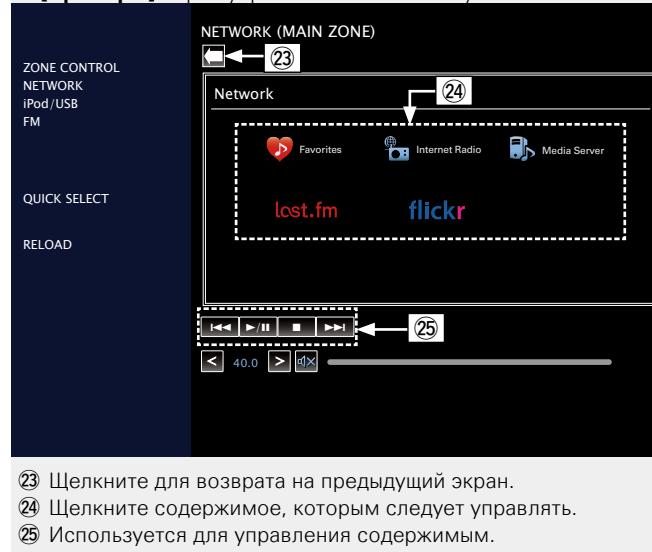 NETWORK (MAIN ZONE)
㉓
ZONE CONTROL
NETWORK
iPod/USB
FM
QUICK SELECT
RELOAD
Network
㉔
Favorites Internet Radio Media Server
lost.fm flickr
㉕
< 40.0 >
㉓ Щелкните для возврата на предыдущий экран.
㉔ Щелкните содержимое, которым следует управлять.
㉕ Используется для управления содержимым.